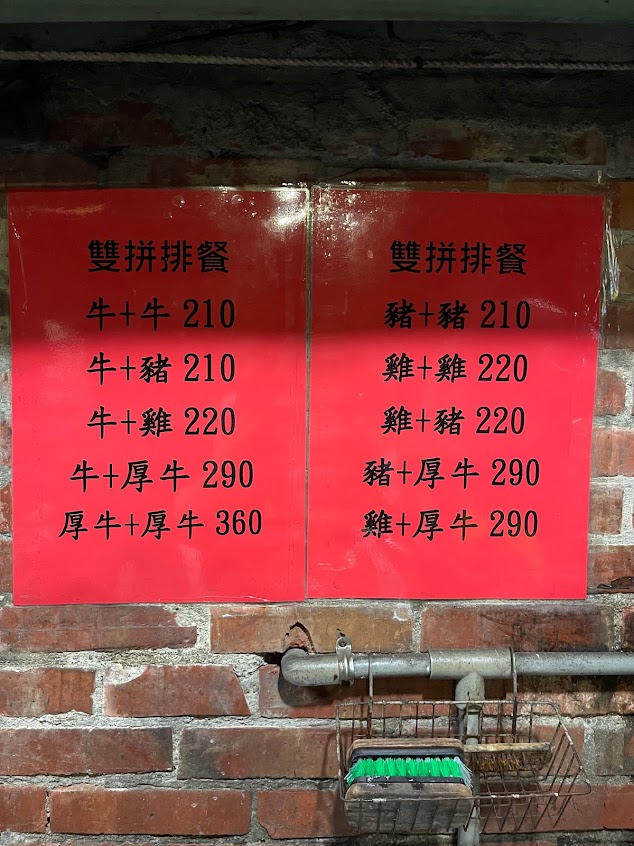 雙拼排餐
牛+牛 210
牛+豬 210
牛+雞 220
牛+厚牛 290
厚牛+厚牛 360
雙拼排餐
豬+豬 210
雞+雞 220
雞+豬 220
豬+厚牛 290
雞+厚牛 290